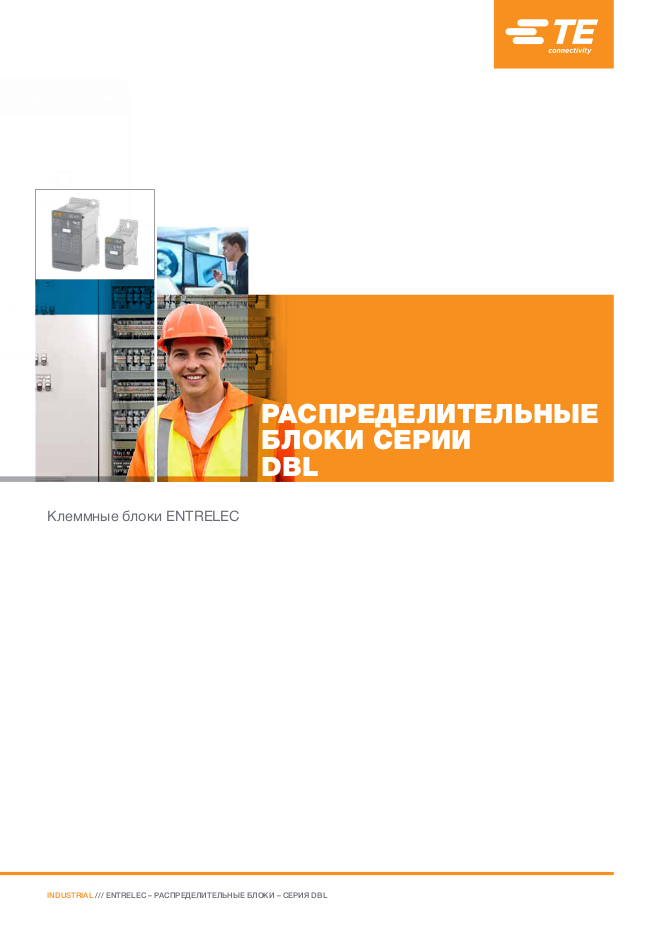 TE
connectivity
РАСПРЕДЕЛИТЕЛЬНЫЕ
БЛОКИ СЕРИИ
DBL
Клеммные блоки ENTRELEC
INDUSTRIAL /// ENTRELEC – РАСПРЕДЕЛИТЕЛЬНЫЕ БЛОКИ – СЕРИЯ DBL